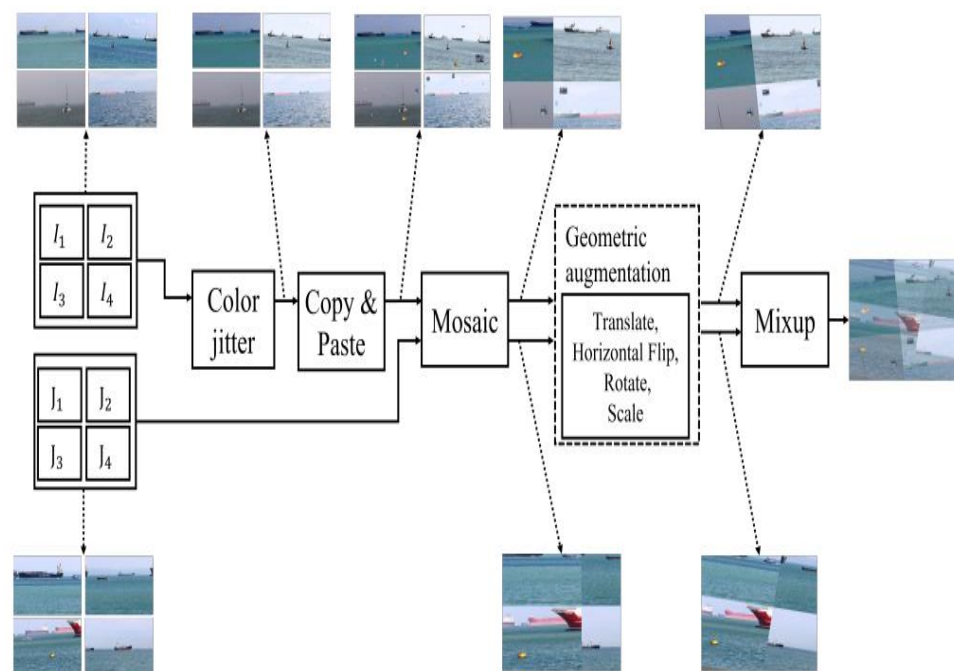 I₁ I₂
I₃ I₄
J₁ J₂
J₃ J₄
Color
jitter
Copy &
Paste
Mosaic
Geometric
augmentation
Translate,
Horizontal Flip,
Rotate,
Scale
Mixup